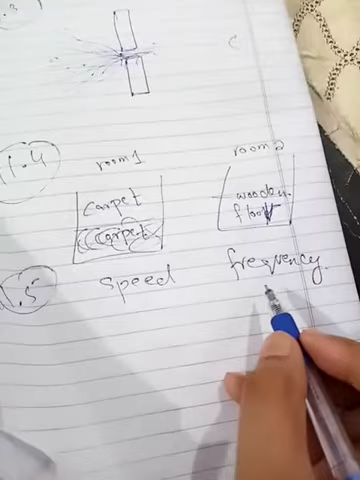 C
1.4
room 1
room 2
carpet
wooden
floor
carpet
1.5
speed
frequency